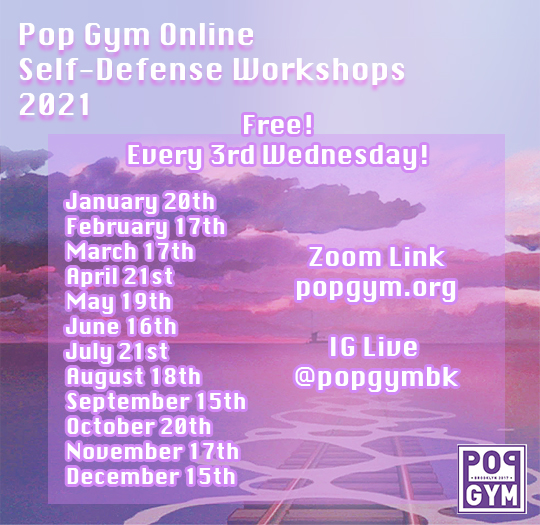 Pop Gym Online
Self-Defense Workshops
2021
Free!
Every 3rd Wednesday!
January 20th
February 17th
March 17th
April 21st
May 19th
June 16th
July 21st
August 18th
September 15th
October 20th
November 17th
December 15th
Zoom Link
popgym.org
IG Live
@popgymbk
POP
BROOKLYN 2017
GYM